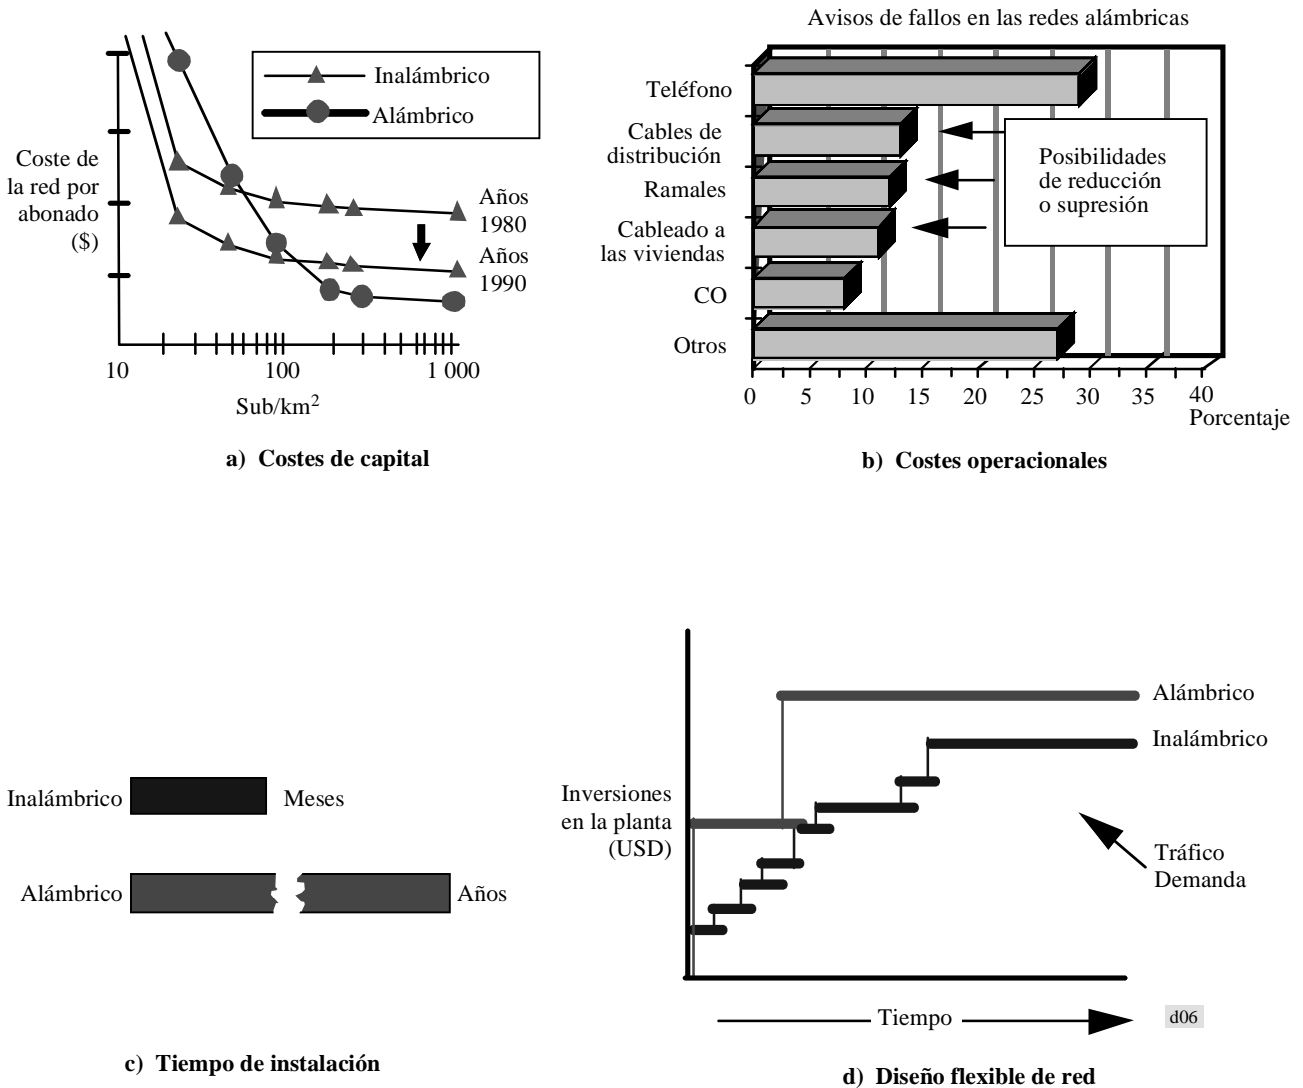 Inalámbrico
Alámbrico
Coste de
la red por
abonado
($)
Años
1980
Años
1990
10
100
1 000
Sub/km²
a) Costes de capital
Avisos de fallos en las redes alámbricas
Teléfono
Cables de
distribución
Ramales
Cableado a
las viviendas
CO
Otros
Posibilidades
de reducción
o supresión
0 5 10 15 20 25 30 35 40
Porcentaje
b) Costes operacionales
Inalámbrico
Meses
Alámbrico
Años
c) Tiempo de instalación
Alámbrico
Inalámbrico
Inversiones
en la planta
(USD)
Tráfico
Demanda
Tiempo
d06
d) Diseño flexible de red